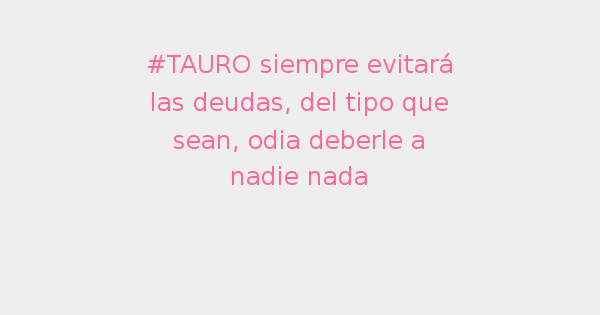 #TAURO siempre evitará
las deudas, del tipo que
sean, odia deberle a
nadie nada